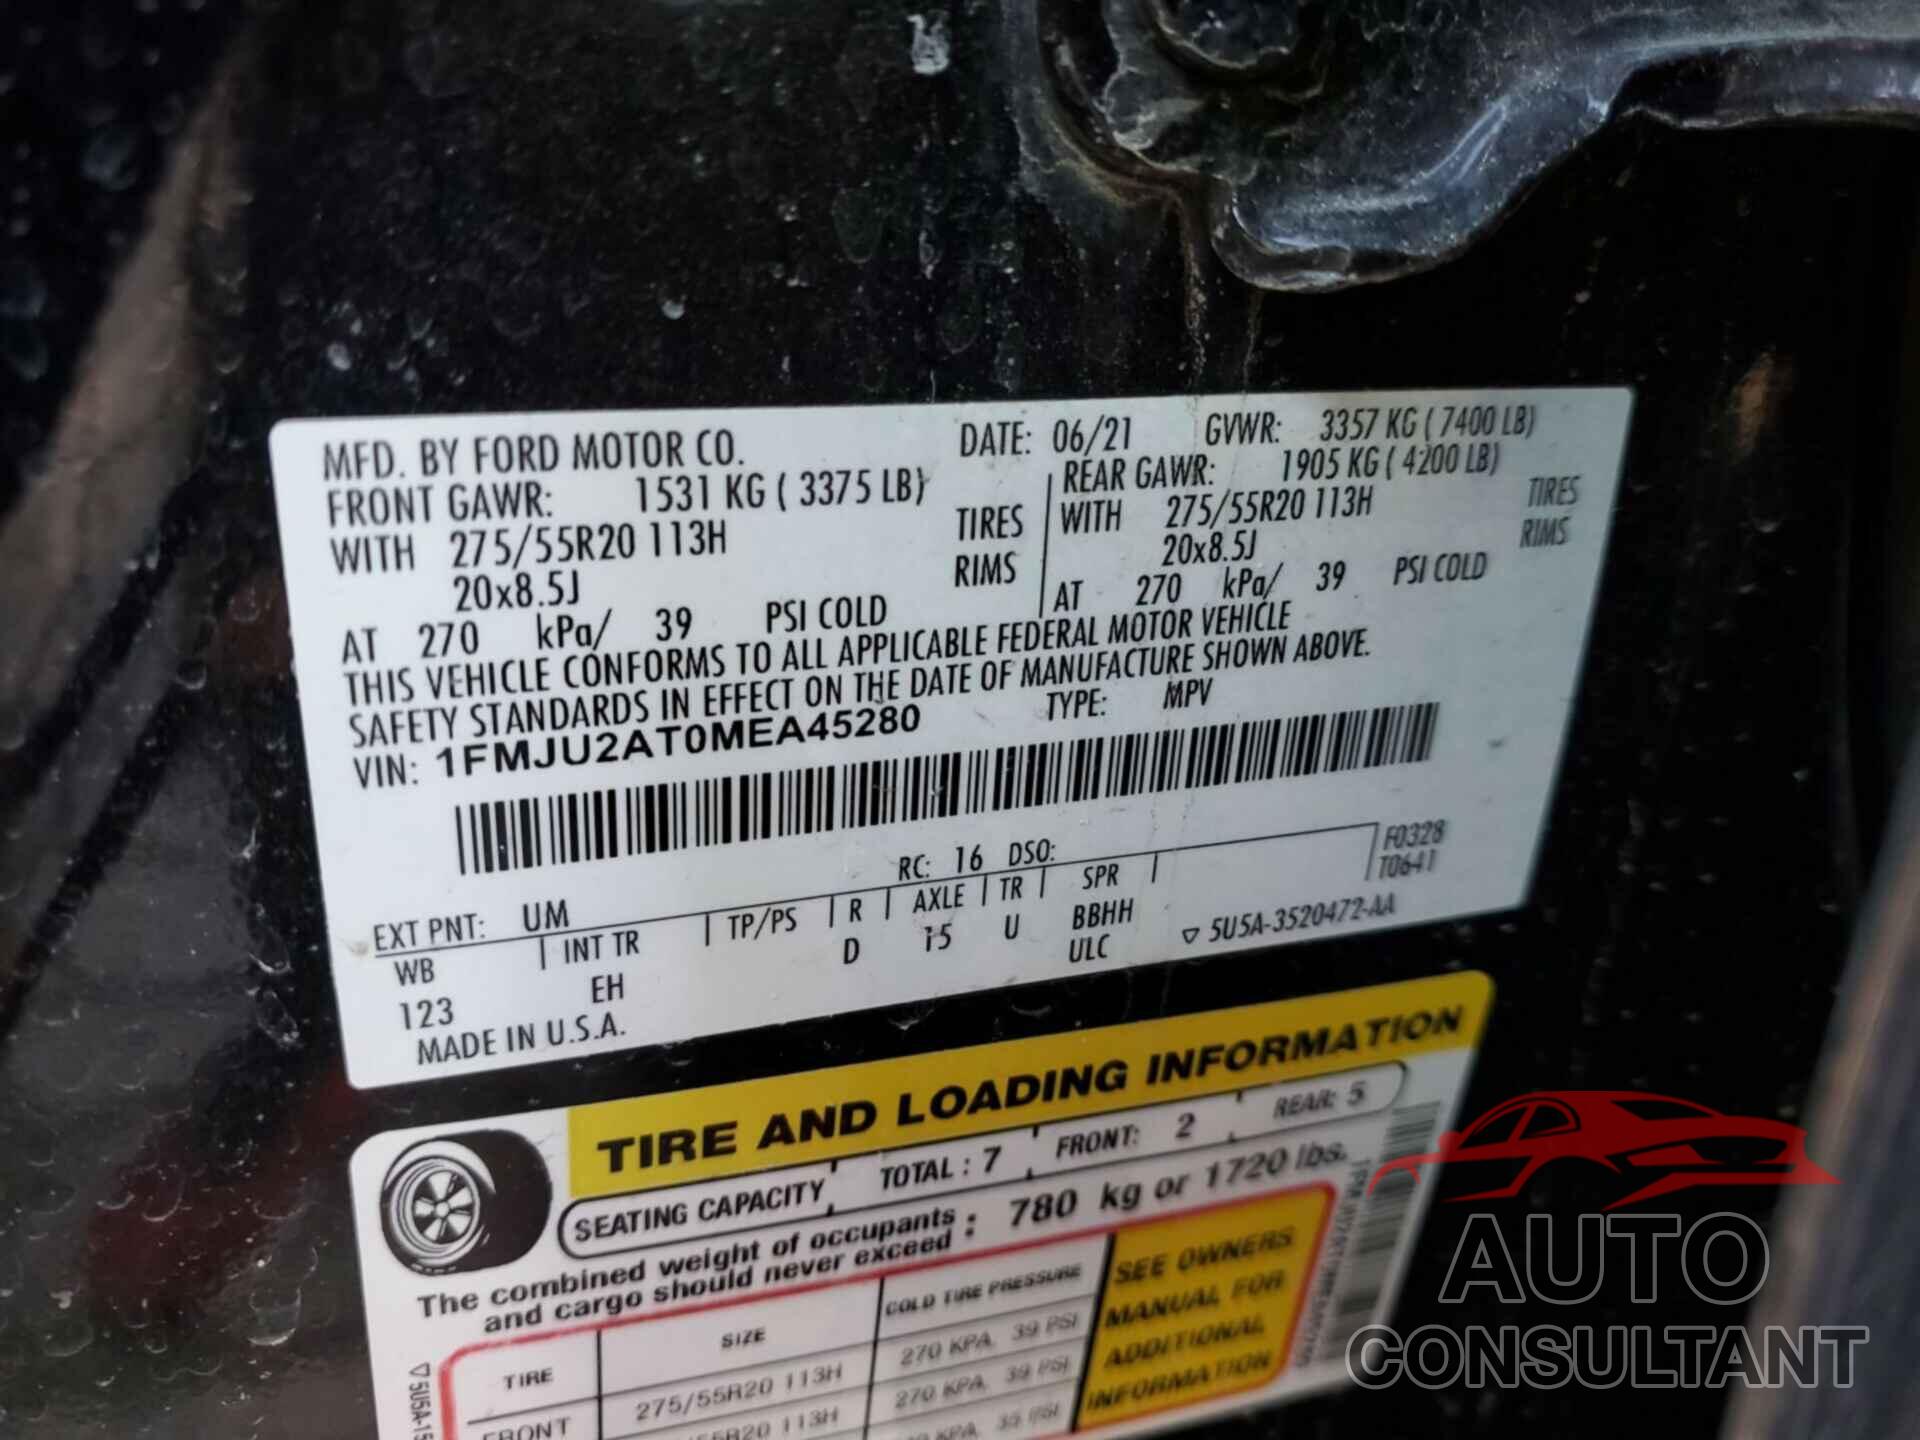 MFD. BY FORD MOTOR CO. DATE: 06/21 GVWR: 3357 KG ( 7400 LB)
FRONT GAWR: 1531 KG ( 3375 LB) REAR GAWR: 1905 KG ( 4200 LB)
WITH 275/55R20 113H TIRES WITH 275/55R20 113H TIRES
20x8.5J RIMS 20x8.5J RIMS
AT 270 kPa/ 39 PSI COLD AT 270 kPa/ 39 PSI COLD
THIS VEHICLE CONFORMS TO ALL APPLICABLE FEDERAL MOTOR VEHICLE
SAFETY STANDARDS IN EFFECT ON THE DATE OF MANUFACTURE SHOWN ABOVE.
VIN: 1FMJU2AT0MEA45280 TYPE: MPV
RC: 16 DSO: F0328
T0641
EXT PNT: UM
WB INT TR TP/PS R AXLE TR SPR
123 EH D 15 U BBHH
ULC
▽ 5U5A-3520472-AA
MADE IN U.S.A.
TIRE AND LOADING INFORMATION
SEATING CAPACITY TOTAL : 7 FRONT: 2 REAR: 5
The combined weight of occupants
and cargo should never exceed : 780 kg or 1720 lbs.
TIRE SIZE COLD TIRE PRESSURE
FRONT 275/55R20 113H 270 KPA, 39 PSI
55R20 113H 270 KPA, 39 PSI
KPA, 35 PSI
SEE OWNERS
MANUAL FOR
ADDITIONAL
INFORMATION
▽ 5U5A-15
AUTO
CONSULTANT